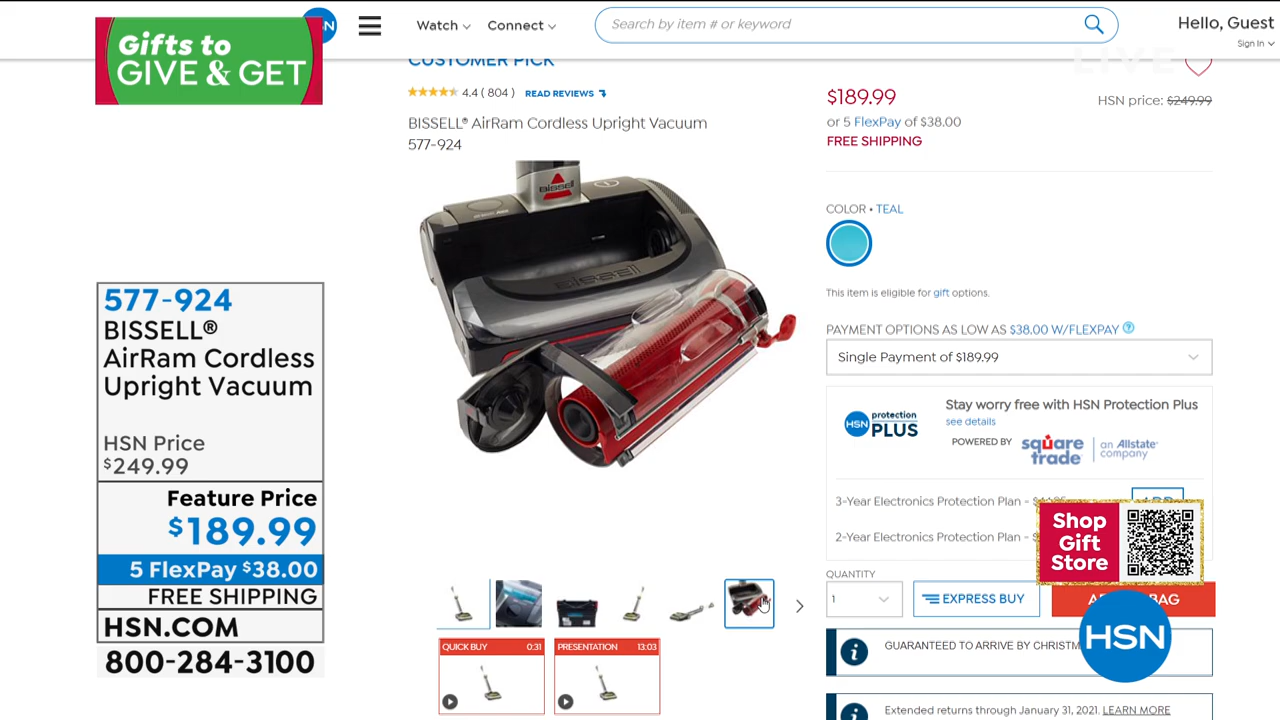 Gifts to
GIVE & GET
Watch
Connect
Search by item # or keyword
Hello, Guest
Sign In
LIVE
CUSTOMER PICK
4.4 ( 804 ) READ REVIEWS
BISSELL® AirRam Cordless Upright Vacuum
577-924
BISSELL
BISSELL
$189.99
HSN price: $249.99
or 5 FlexPay of $38.00
FREE SHIPPING
COLOR • TEAL
This item is eligible for gift options.
PAYMENT OPTIONS AS LOW AS $38.00 W/FLEXPAY ?
Single Payment of $189.99
HSN protection PLUS
Stay worry free with HSN Protection Plus
see details
POWERED BY square trade an Allstate company
3-Year Electronics Protection Plan -
2-Year Electronics Protection Plan -
QUANTITY
1
EXPRESS BUY
BAG
Shop
Gift
Store
GUARANTEED TO ARRIVE BY CHRISTM
HSN
Extended returns through January 31, 2021. LEARN MORE
QUICK BUY 0:31
PRESENTATION 13:03
577-924
BISSELL®
AirRam Cordless
Upright Vacuum
HSN Price
$249.99
Feature Price
$189.99
5 FlexPay $38.00
FREE SHIPPING
HSN.COM
800-284-3100